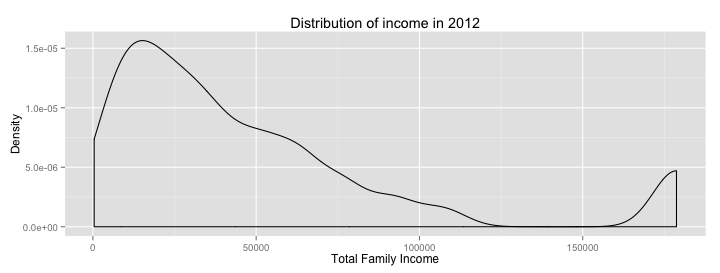 Distribution of income in 2012
1.5e-05
1.0e-05
5.0e-06
0.0e+00
Density
0
50000
100000
150000
Total Family Income